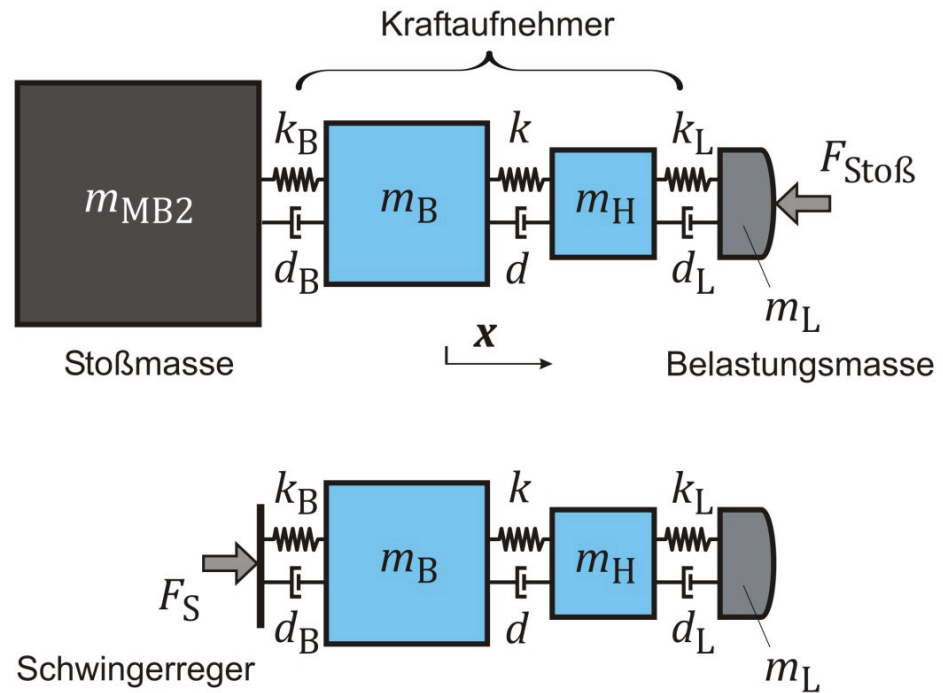 Kraftaufnehmer
k_B k k_L
F_Stoß
m_MB2 m_B m_H
d_B d d_L
m_L
x
Stoßmasse Belastungsmasse
k_B k k_L
m_B m_H
F_S
d_B d d_L
Schwingerreger
m_L